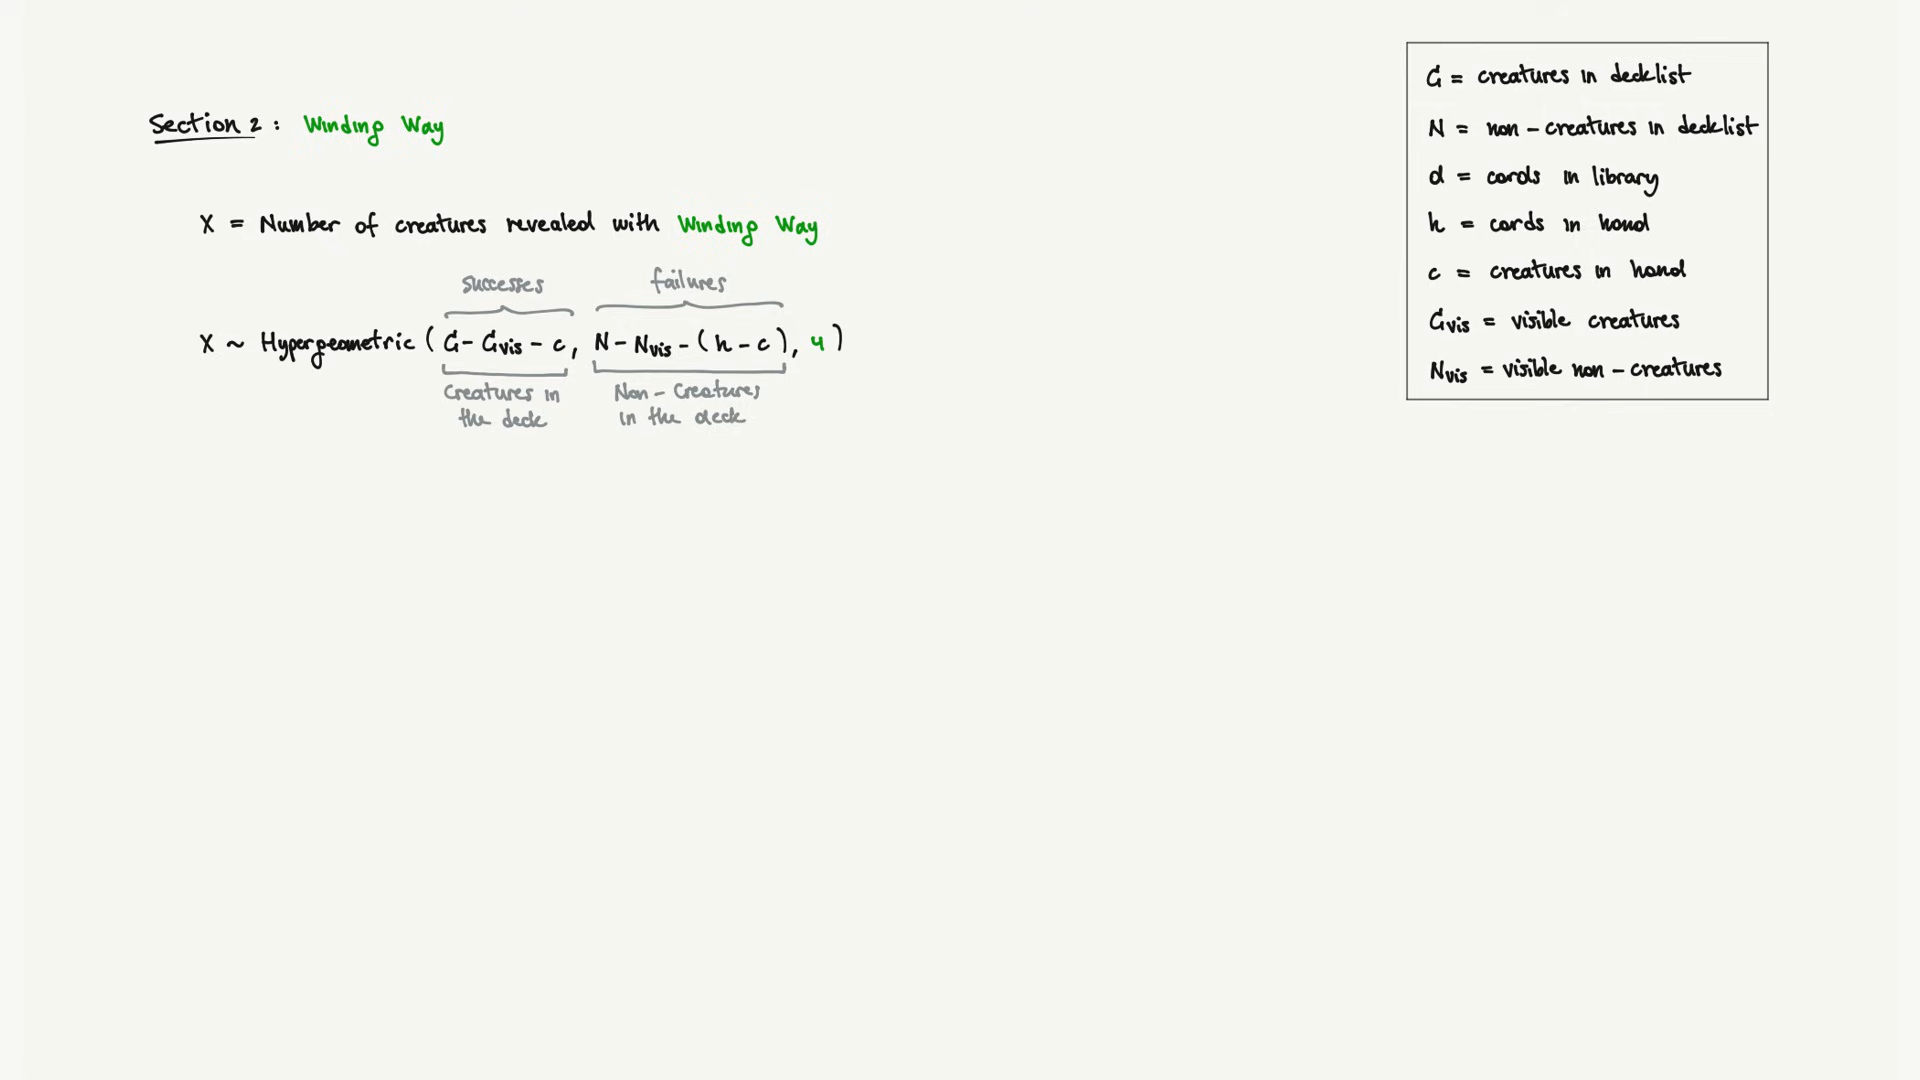 Section 2 : Winding Way
X = Number of creatures revealed with Winding Way
successes failures
X ~ Hypergeometric ( G - Gvis - c, N - Nvis - ( h - c ), 4 )
Creatures in the deck
Non - Creatures in the deck
G = creatures in decklist
N = non - creatures in decklist
d = cards in library
h = cards in hand
c = creatures in hand
Gvis = visible creatures
Nvis = visible non - creatures